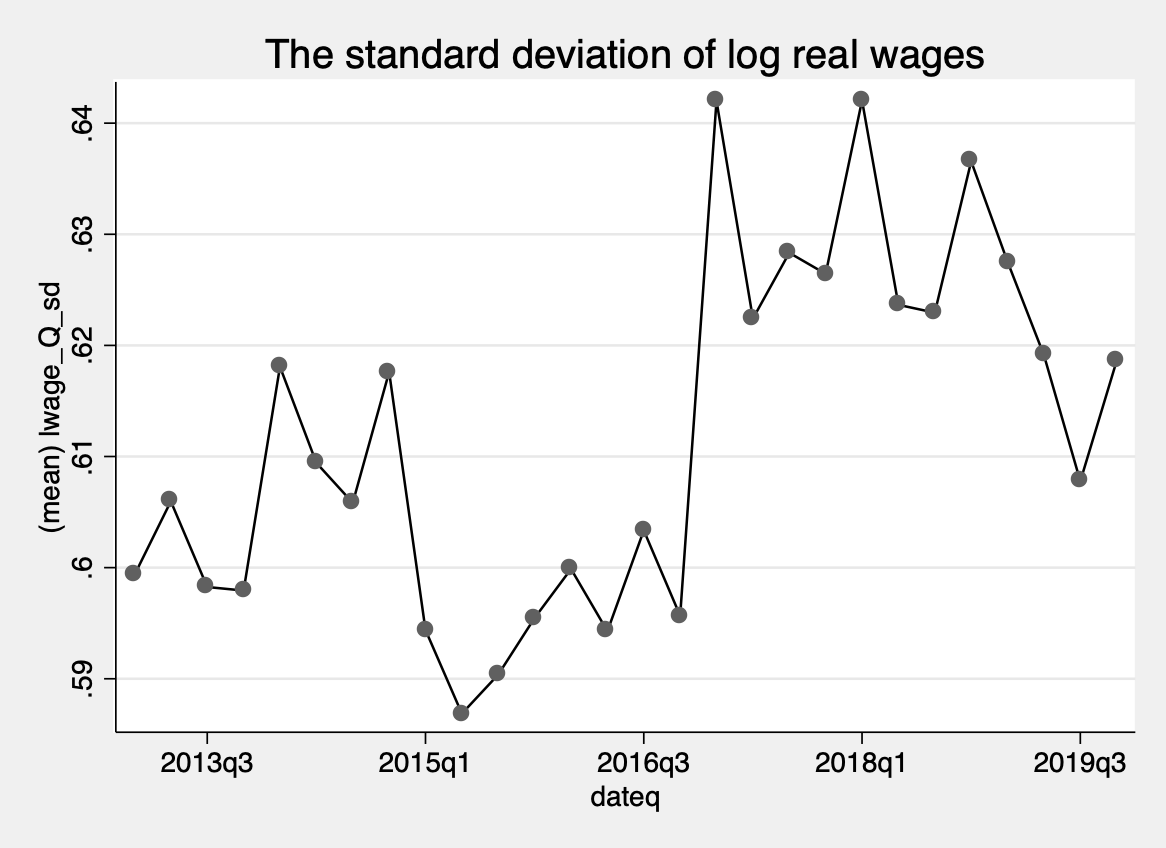 The standard deviation of log real wages
(mean) lwage_Q_sd
.64
.63
.62
.61
.6
.59
2013q3 2015q1 2016q3 2018q1 2019q3
dateq